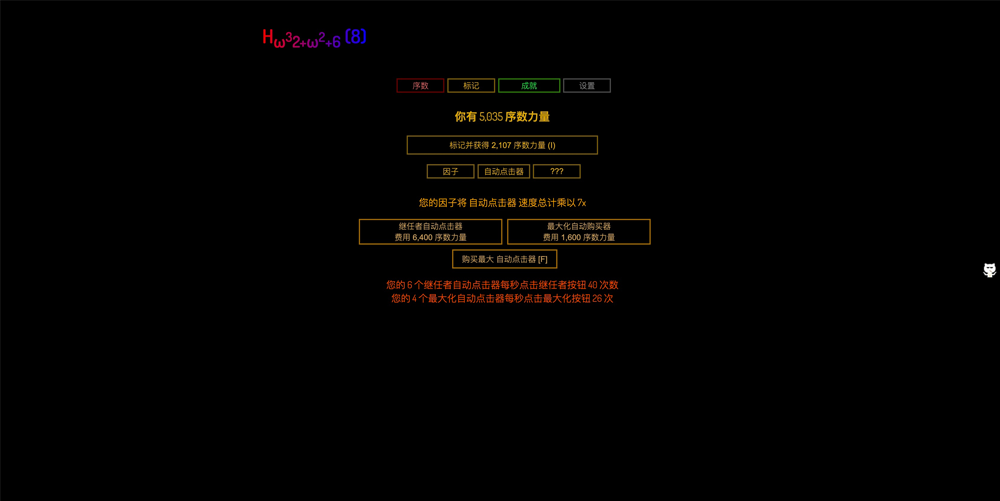 Hω³2+ω²+6 (8)
序数 标记 成就 设置
你有 5,035 序数力量
标记并获得 2,107 序数力量 (I)
因子 自动点击器 ???
您的因子将 自动点击器 速度总计乘以 7x
继任者自动点击器 最大化自动购买器
费用 6,400 序数力量 费用 1,600 序数力量
购买最大 自动点击器 [F]
您的 6 个继任者自动点击器每秒点击继任者按钮 40 次数
您的 4 个最大化自动点击器每秒点击最大化按钮 26 次